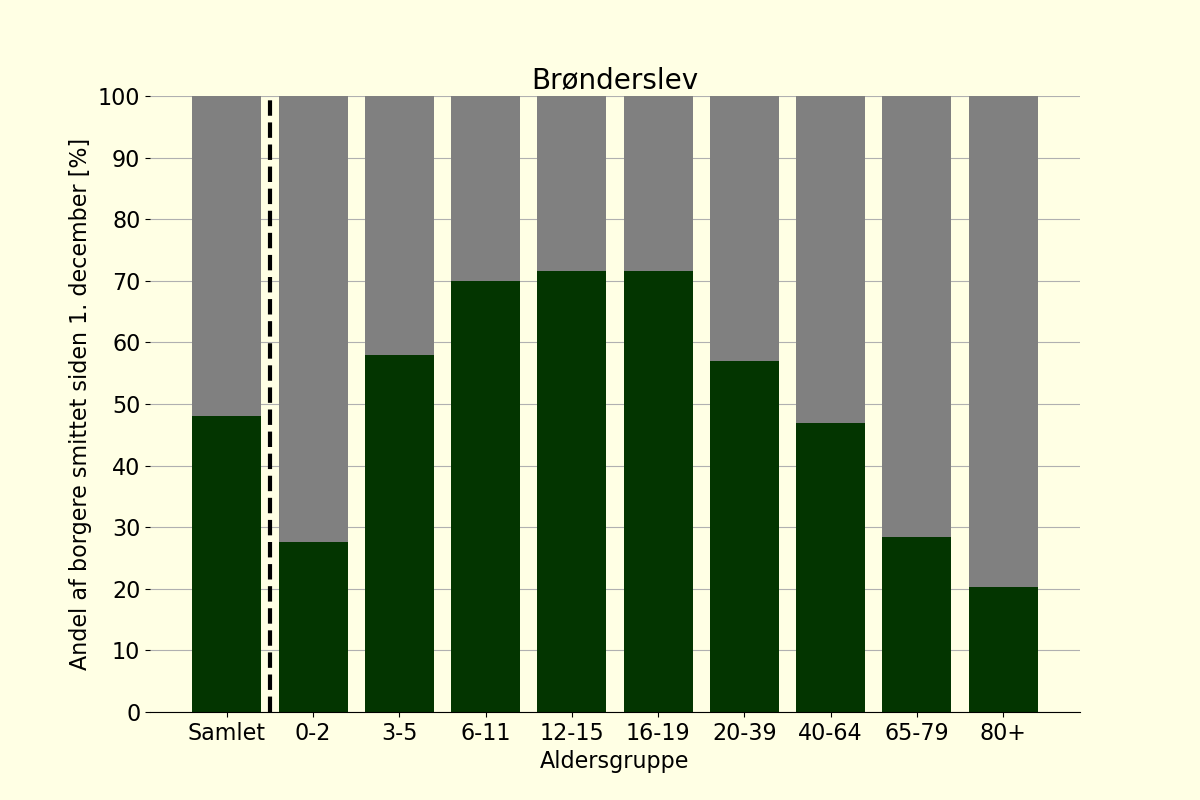 Brønderslev
Andel af borgere smittet siden 1. december [%]
100
90
80
70
60
50
40
30
20
10
0
Samlet 0-2 3-5 6-11 12-15 16-19 20-39 40-64 65-79 80+
Aldersgruppe